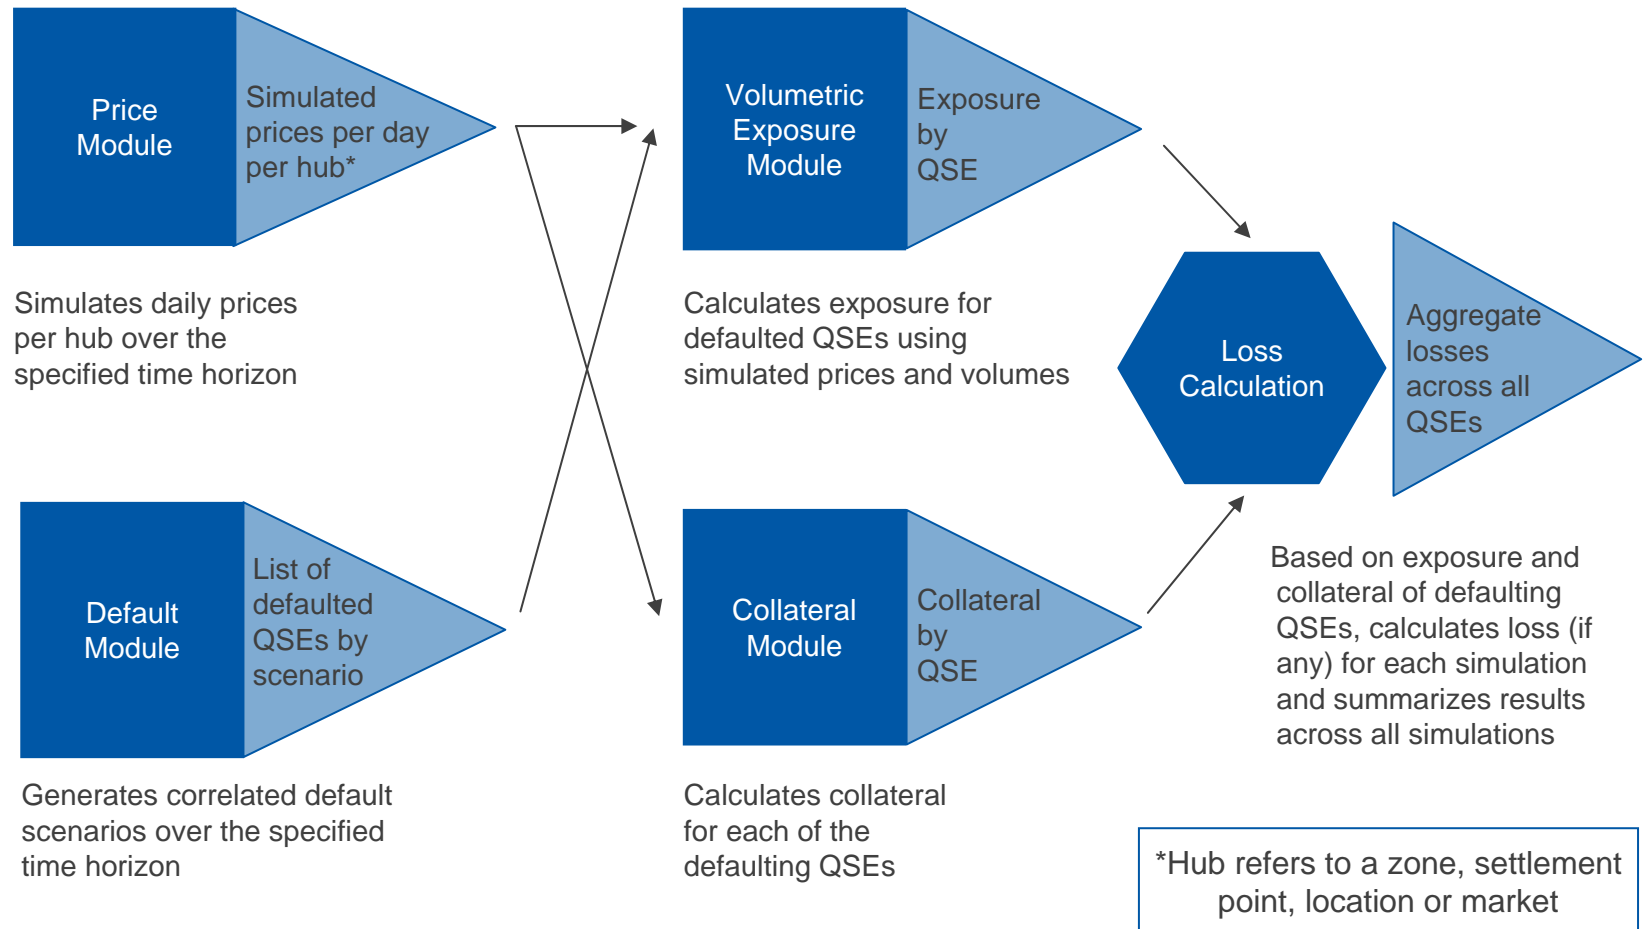 Price
Module
Simulated
prices per day
per hub*
Simulates daily prices
per hub over the
specified time horizon
Volumetric
Exposure
Module
Exposure
by
QSE
Calculates exposure for
defaulted QSEs using
simulated prices and volumes
Loss
Calculation
Aggregate
losses
across all
QSEs
Default
Module
List of
defaulted
QSEs by
scenario
Generates correlated default
scenarios over the specified
time horizon
Collateral
Module
Collateral
by
QSE
Calculates collateral
for each of the
defaulting QSEs
Based on exposure and
collateral of defaulting
QSEs, calculates loss (if
any) for each simulation
and summarizes results
across all simulations
*Hub refers to a zone, settlement
point, location or market